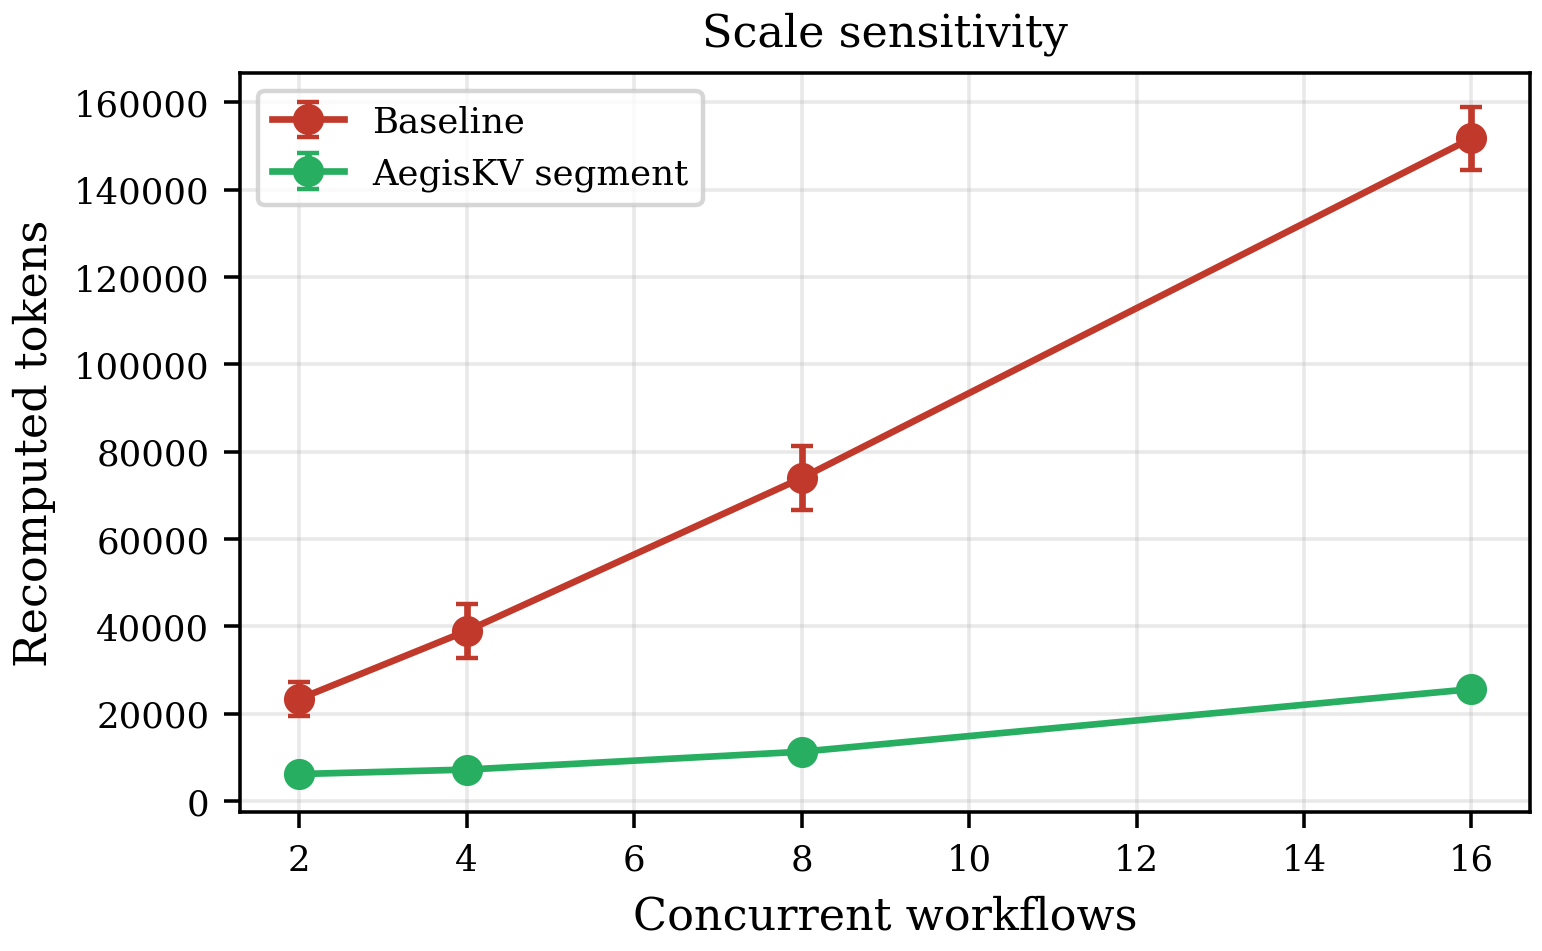 Scale sensitivity
Baseline
AegisKV segment
Recomputed tokens
160000
140000
120000
100000
80000
60000
40000
20000
0
2 4 6 8 10 12 14 16
Concurrent workflows